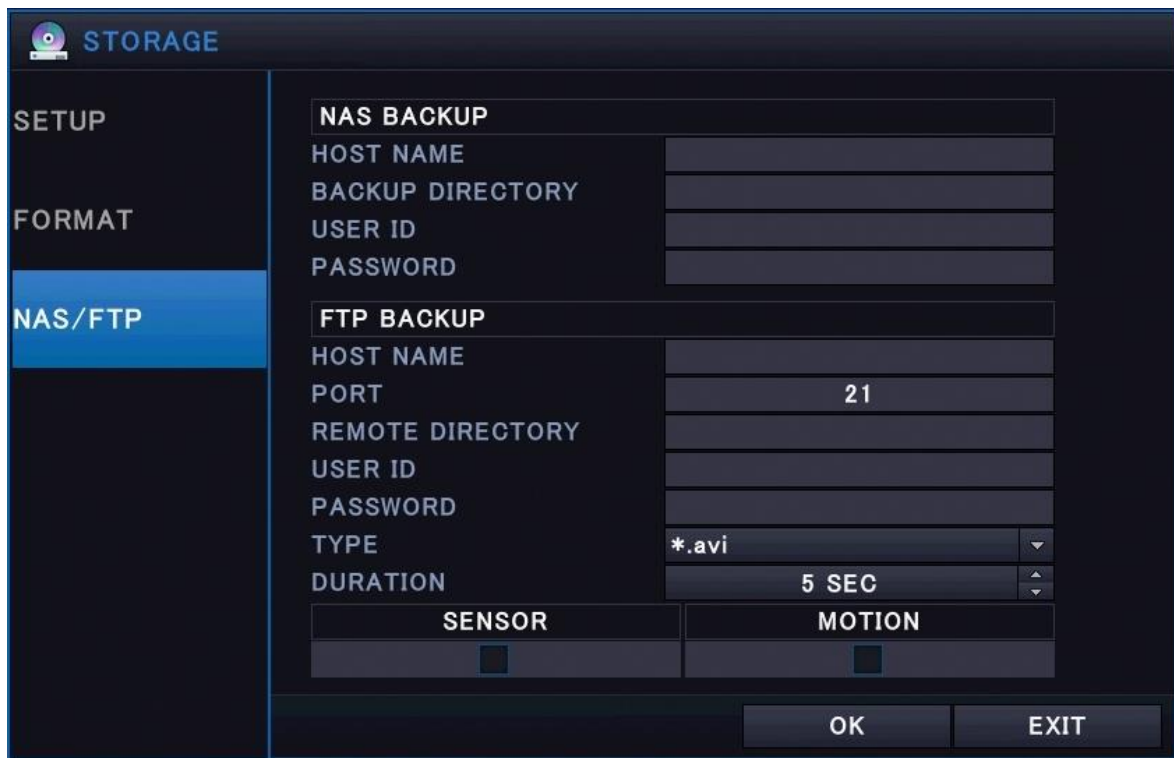 STORAGE
SETUP
FORMAT
NAS/FTP
NAS BACKUP
HOST NAME
BACKUP DIRECTORY
USER ID
PASSWORD
FTP BACKUP
HOST NAME
PORT 21
REMOTE DIRECTORY
USER ID
PASSWORD
TYPE *.avi
DURATION 5 SEC
SENSOR MOTION
OK EXIT